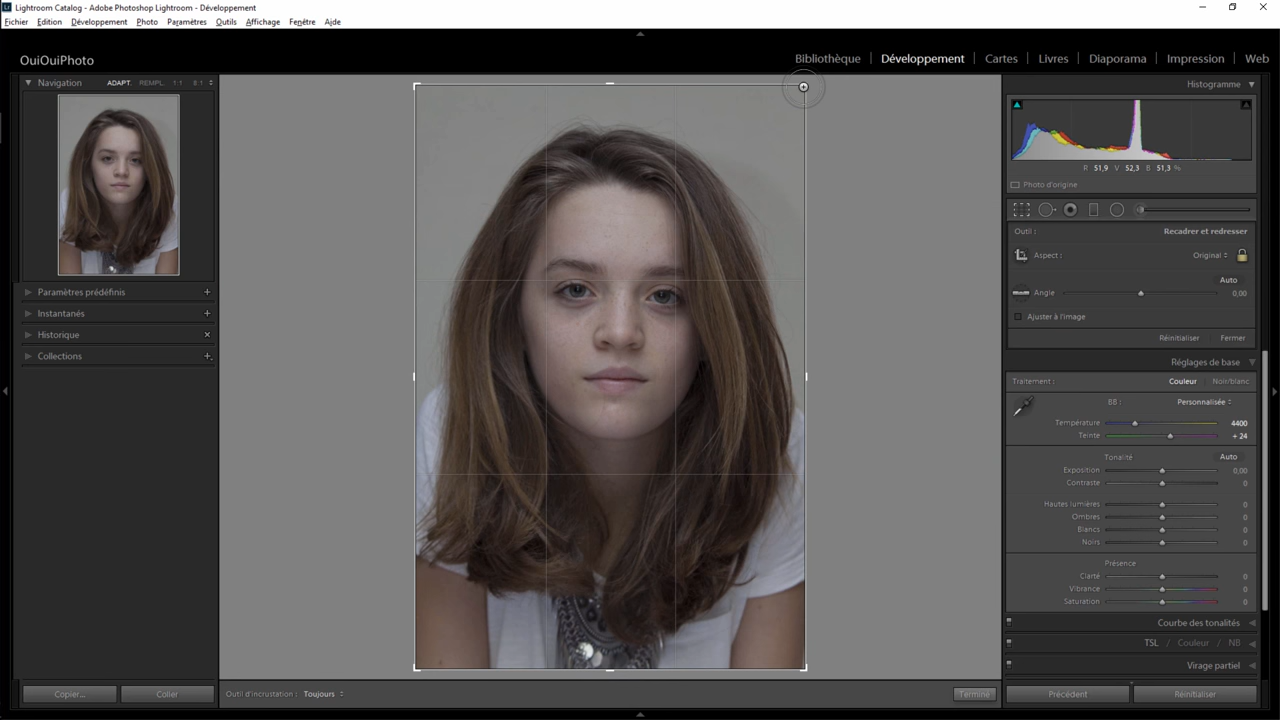 Lightroom Catalog - Adobe Photoshop Lightroom - Développement
Fichier Edition Développement Photo Paramètres Outils Affichage Fenêtre Aide
OuiOuiPhoto
Bibliothèque | Développement | Cartes | Livres | Diaporama | Impression | Web
Navigation ADAPT. REMPL. 1:1 8:1
Histogramme
R 51,9 V 52,3 B 51,3 %
Photo d'origine
Outil : Recadrer et redresser
Aspect : Original
Auto
Angle 0,00
Ajuster à l'image
Réinitialiser Fermer
Paramètres prédéfinis +
Instantanés +
Historique ×
Collections +
Réglages de base
Traitement : Couleur Noir/blanc
BB : Personnalisée
Température 4400
Teinte + 24
Tonalité Auto
Exposition 0,00
Contraste 0
Hautes lumières 0
Ombres 0
Blancs 0
Noirs 0
Présence
Clarté 0
Vibrance 0
Saturation 0
Courbe des tonalités
TSL / Couleur / NB
Virage partiel
Copier... Coller
Outil d'incrustation : Toujours
Terminé
Précédent Réinitialiser